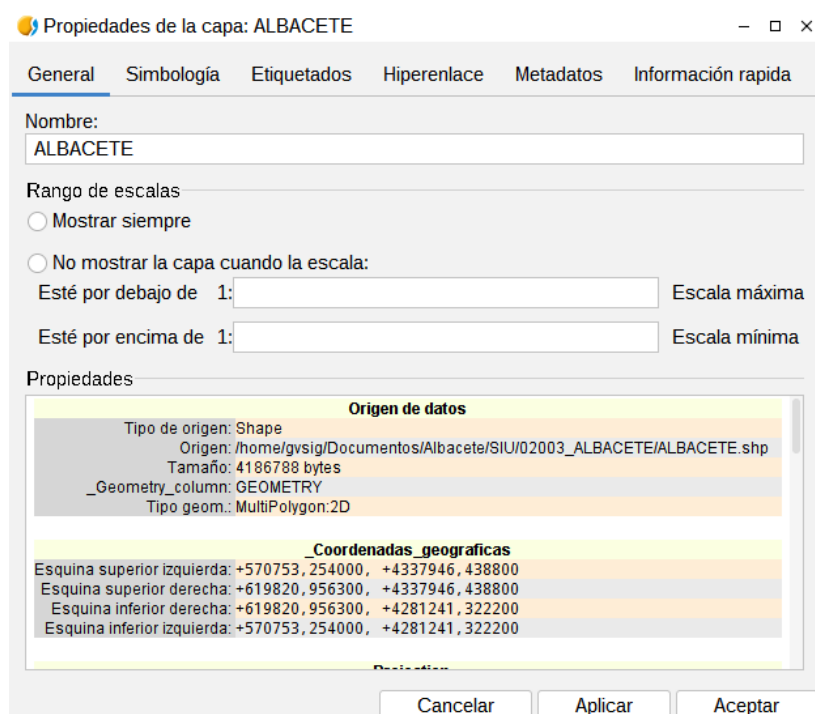 Propiedades de la capa: ALBACETE
General Simbología Etiquetados Hiperenlace Metadatos Información rapida
Nombre:
ALBACETE
Rango de escalas
Mostrar siempre
No mostrar la capa cuando la escala:
Esté por debajo de 1: Escala máxima
Esté por encima de 1: Escala mínima
Propiedades
Origen de datos
Tipo de origen: Shape
Origen: /home/gvsig/Documentos/Albacete/SIU/02003_ALBACETE/ALBACETE.shp
Tamaño: 4186788 bytes
_Geometry_column: GEOMETRY
Tipo geom.: MultiPolygon:2D
_Coordenadas_geograficas
Esquina superior izquierda: +570753,254000, +4337946,438800
Esquina superior derecha: +619820,956300, +4337946,438800
Esquina inferior derecha: +619820,956300, +4281241,322200
Esquina inferior izquierda: +570753,254000, +4281241,322200
Projection
Cancelar Aplicar Aceptar